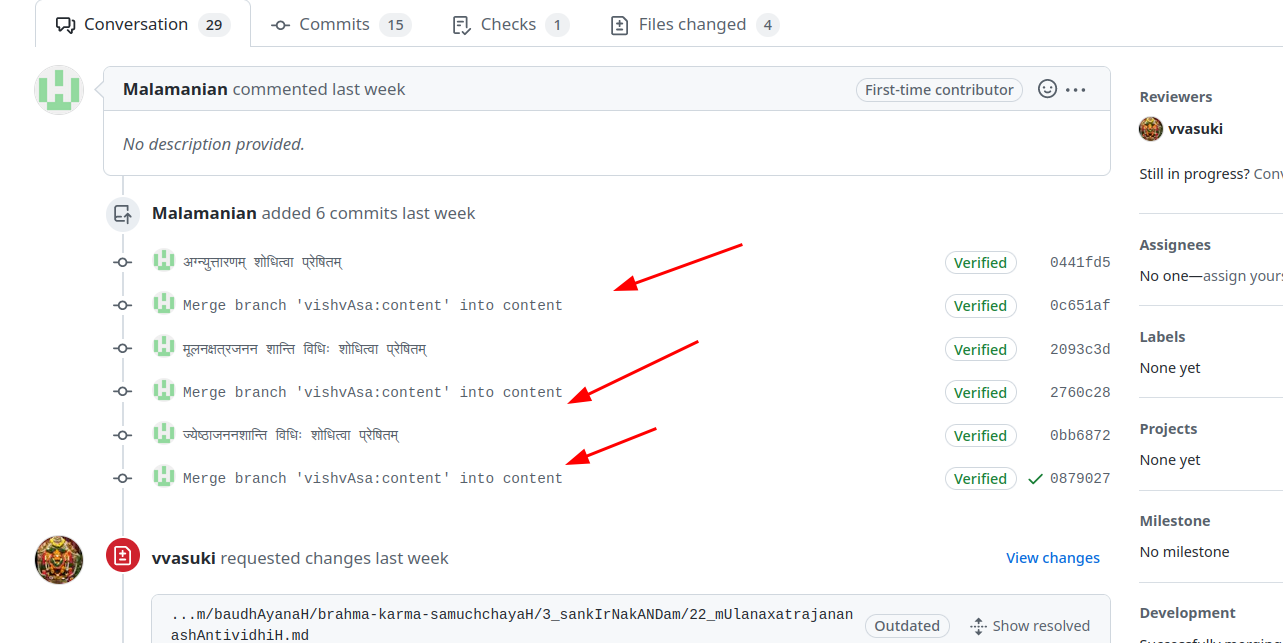 Conversation 29 Commits 15 Checks 1 Files changed 4
Malamanian commented last week First-time contributor
No description provided.
Malamanian added 6 commits last week
अग्न्युत्तारणम् शोधित्वा प्रेषितम् Verified 0441fd5
Merge branch 'vishvAsa:content' into content Verified 0c651af
मूलनक्षत्रजनन शान्ति विधिः शोधित्वा प्रेषितम् Verified 2093c3d
Merge branch 'vishvAsa:content' into content Verified 2760c28
ज्येष्ठाजननशान्ति विधिः शोधित्वा प्रेषितम् Verified 0bb6872
Merge branch 'vishvAsa:content' into content Verified 0879027
vvasuki requested changes last week View changes
...m/baudhAyanaH/brahma-karma-samuchchayaH/3_sankIrNakANDam/22_mUlanaxatrajanan
ashAntividhiH.md Outdated Show resolved
Reviewers
vvasuki
Still in progress? Conv
Assignees
No one—assign yours
Labels
None yet
Projects
None yet
Milestone
No milestone
Development